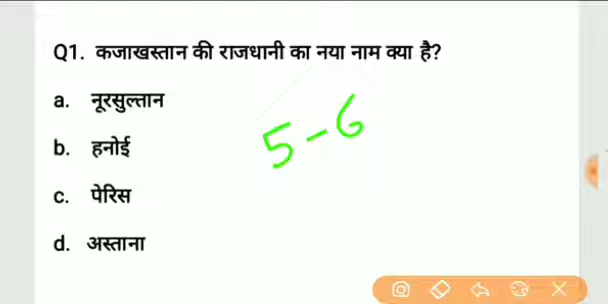 Q1. कजाखस्तान की राजधानी का नया नाम क्या है?
a. नूरसुल्तान
5-6
b. हनोई
c. पेरिस
d. अस्ताना